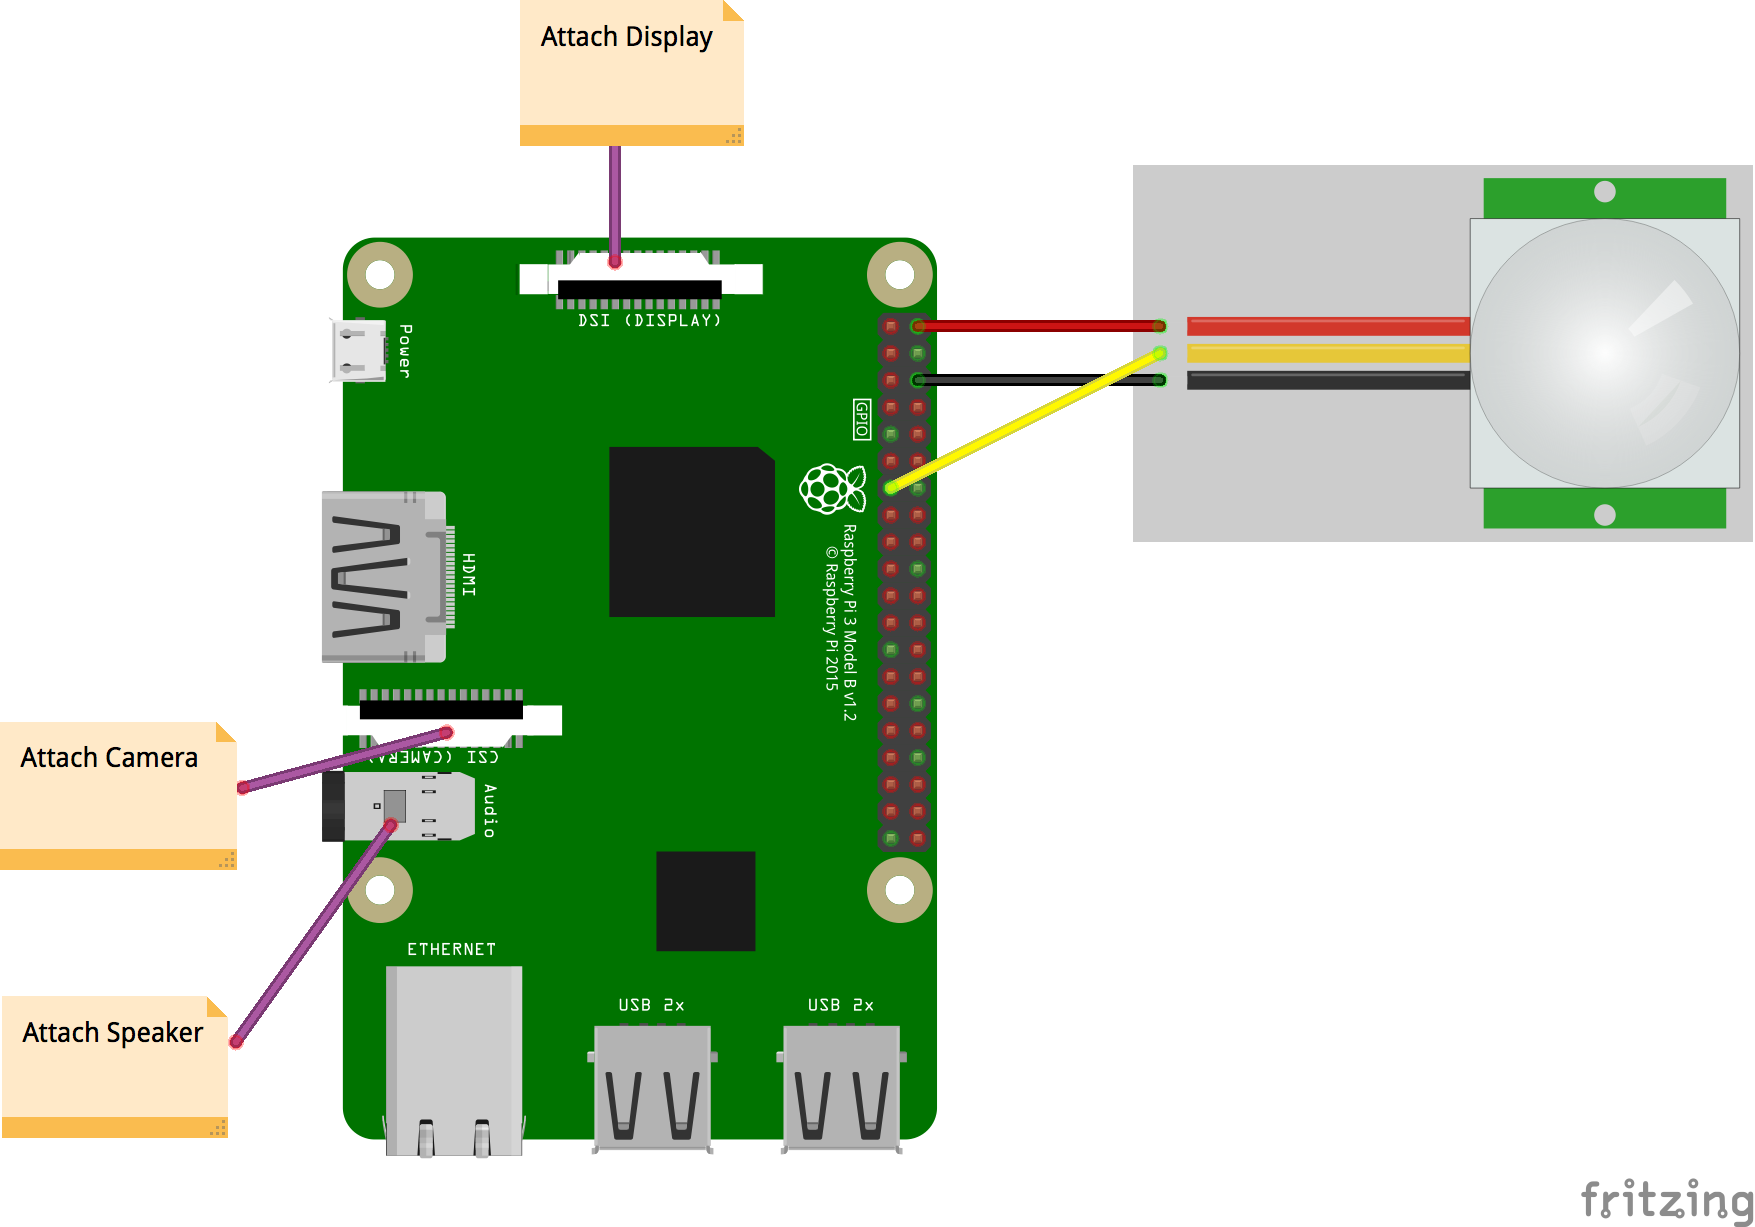 Attach Display
DSI (DISPLAY)
Power
GPIO
HDMI
Raspberry Pi 3 Model B v1.2
© Raspberry Pi 2015
Attach Camera
CSI (CAMERA)
Audio
Attach Speaker
ETHERNET
USB 2x
USB 2x
fritzing